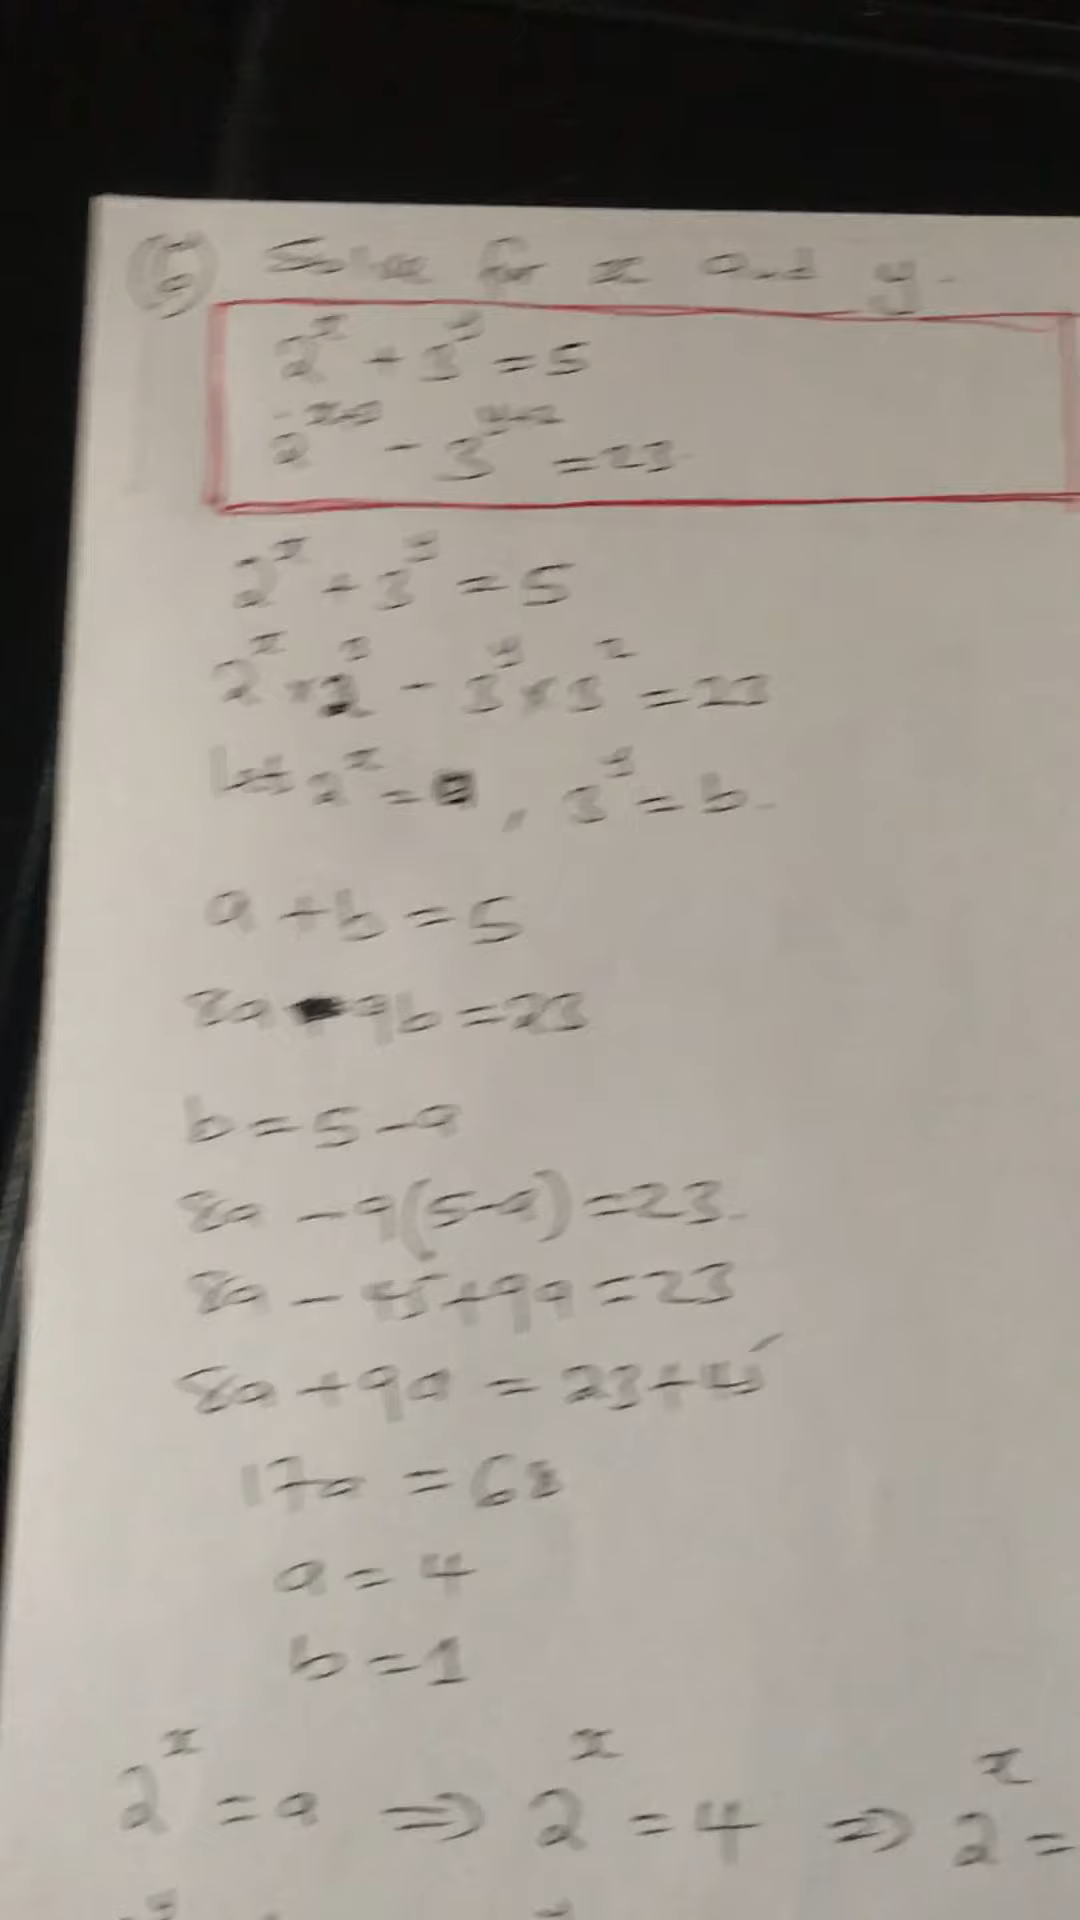 (5) Solve for x and y.
2^x + 3^y = 5
2^(x+3) - 3^(y+2) = 23
2^x + 3^y = 5
2^x × 2^3 - 3^y × 3^2 = 23
let 2^x = a, 3^y = b.
a + b = 5
8a - 9b = 23
b = 5 - a
8a - 9(5-a) = 23.
8a - 45 + 9a = 23
8a + 9a = 23 + 45
17a = 68
a = 4
b = 1
2^x = a ⇒ 2^x = 4 ⇒ 2^x =